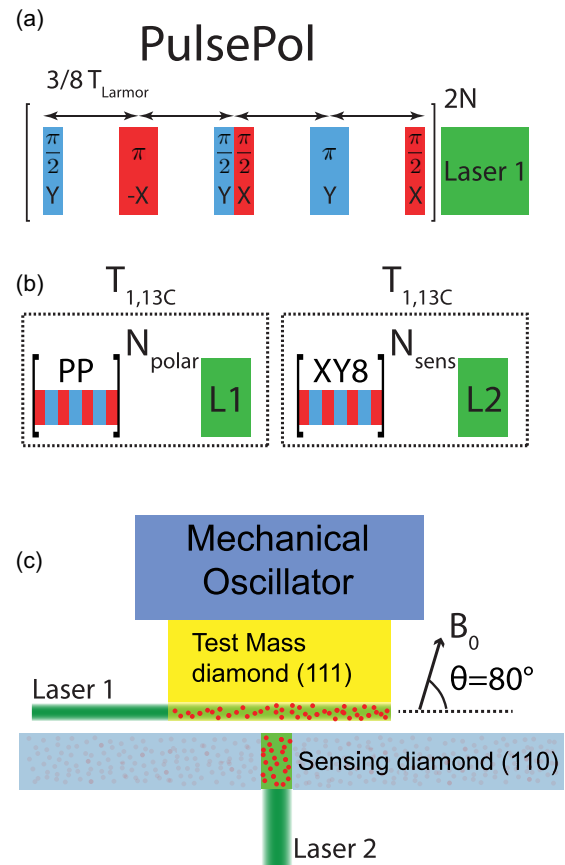 (a)
PulsePol
3/8 T_Larmor
2N
π/2 π π/2 π/2 π π/2 Laser 1
Y -X Y X Y X
(b)
T_1,13C T_1,13C
PP N_polar L1 XY8 N_sens L2
(c)
Mechanical
Oscillator
Test Mass
diamond (111)
B_0
θ=80°
Laser 1
Sensing diamond (110)
Laser 2